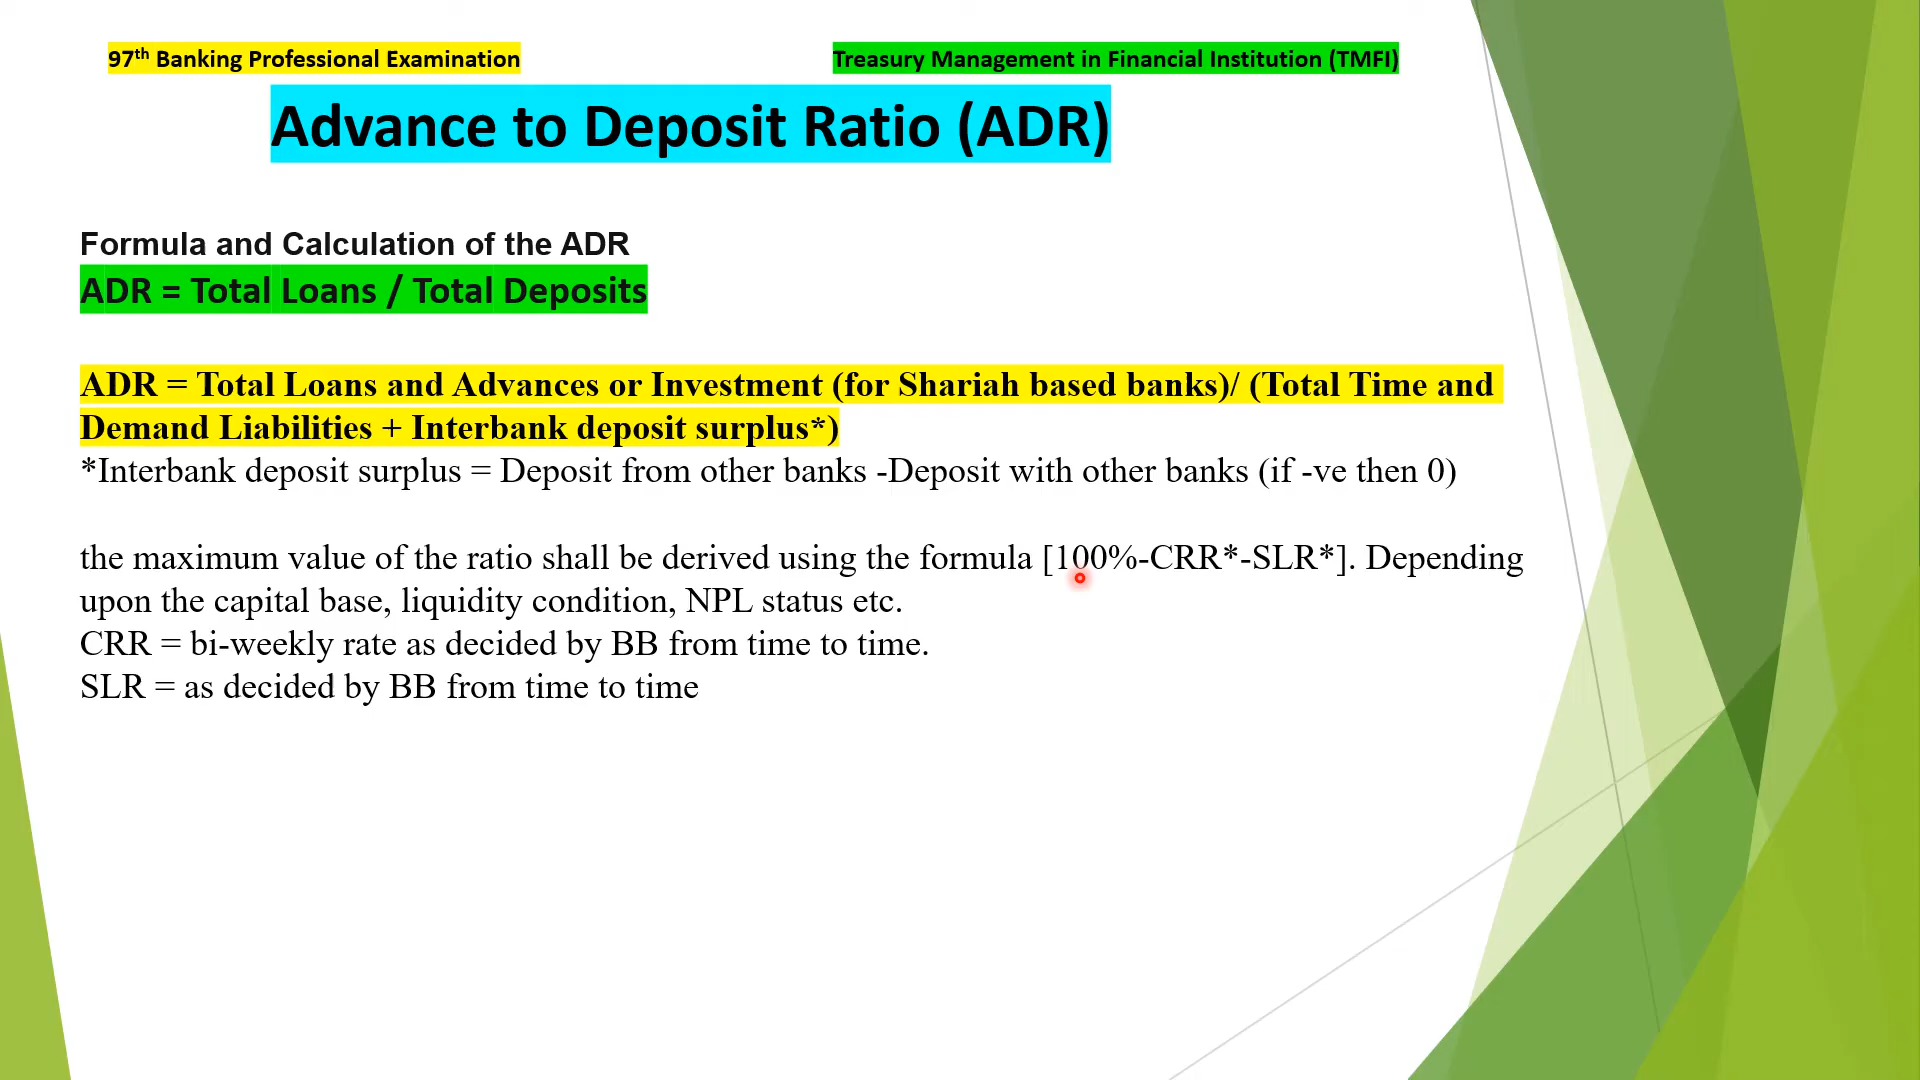 97th Banking Professional Examination
Treasury Management in Financial Institution (TMFI)
Advance to Deposit Ratio (ADR)
Formula and Calculation of the ADR
ADR = Total Loans / Total Deposits
ADR = Total Loans and Advances or Investment (for Shariah based banks)/ (Total Time and
Demand Liabilities + Interbank deposit surplus*)
*Interbank deposit surplus = Deposit from other banks -Deposit with other banks (if -ve then 0)
the maximum value of the ratio shall be derived using the formula [100%-CRR*-SLR*]. Depending
upon the capital base, liquidity condition, NPL status etc.
CRR = bi-weekly rate as decided by BB from time to time.
SLR = as decided by BB from time to time